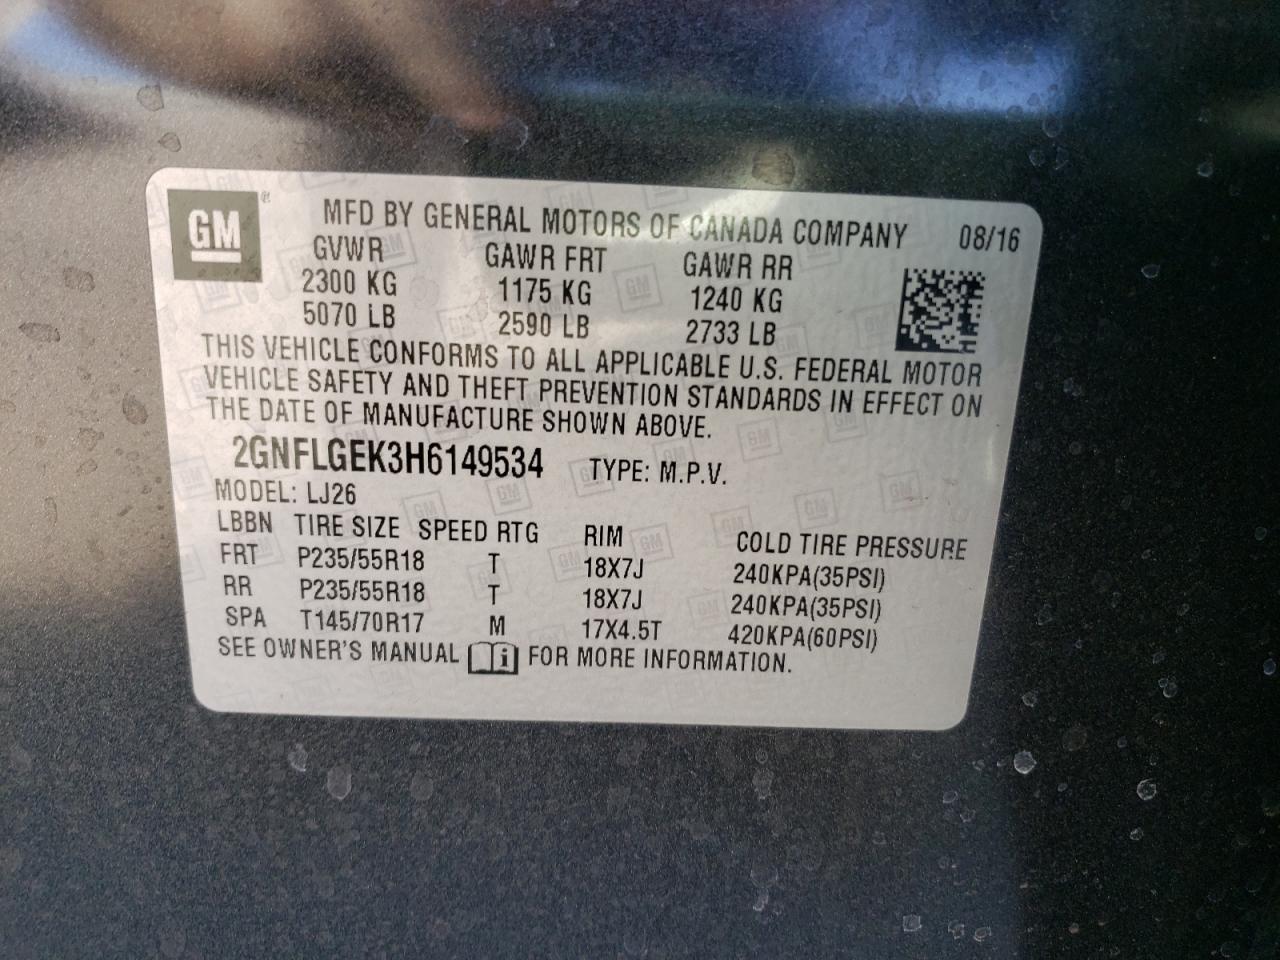 GM
MFD BY GENERAL MOTORS OF CANADA COMPANY 08/16
GVWR GAWR FRT GAWR RR
2300 KG 1175 KG 1240 KG
5070 LB 2590 LB 2733 LB
THIS VEHICLE CONFORMS TO ALL APPLICABLE U.S. FEDERAL MOTOR
VEHICLE SAFETY AND THEFT PREVENTION STANDARDS IN EFFECT ON
THE DATE OF MANUFACTURE SHOWN ABOVE.
2GNFLGEK3H6149534 TYPE: M.P.V.
MODEL: LJ26
LBBN TIRE SIZE SPEED RTG RIM COLD TIRE PRESSURE
FRT P235/55R18 T 18X7J 240KPA(35PSI)
RR P235/55R18 T 18X7J 240KPA(35PSI)
SPA T145/70R17 M 17X4.5T 420KPA(60PSI)
SEE OWNER'S MANUAL i FOR MORE INFORMATION.